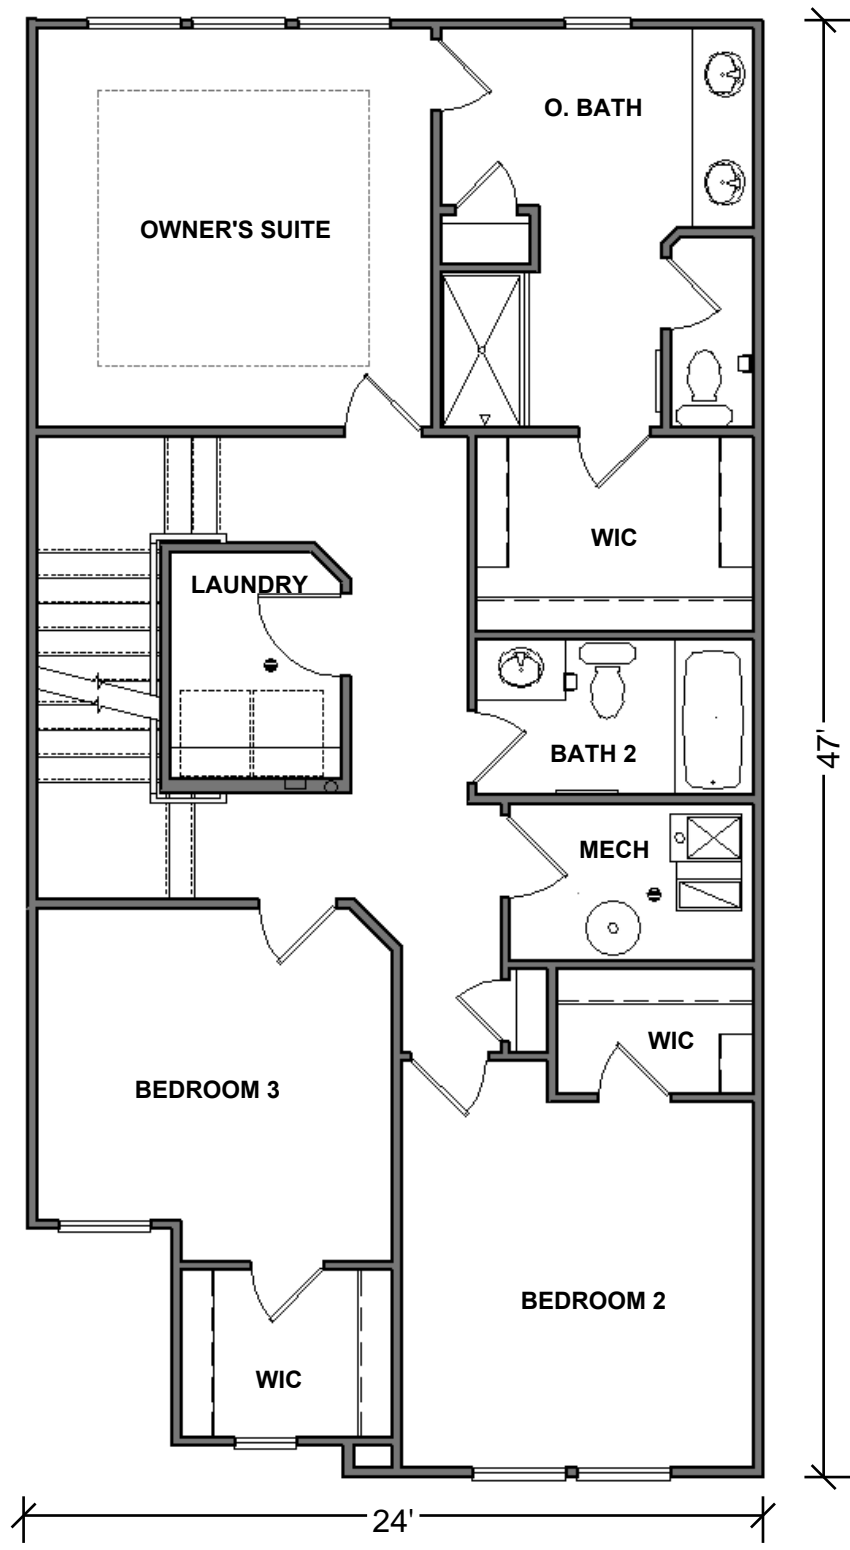 O. BATH
OWNER'S SUITE
WIC
LAUNDRY
BATH 2
47'
MECH
WIC
BEDROOM 3
BEDROOM 2
WIC
24'